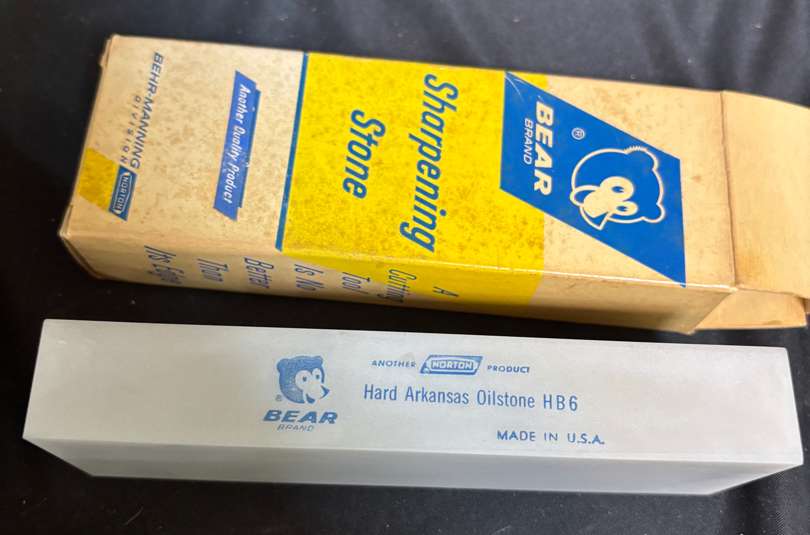 BEHR-MANNING
DIVISION
NORTON
Another Quality Product
Sharpening
Stone
BEAR
BRAND
®
A
Cutting
Tool
Is No
Better
Than
Its Edge
ANOTHER NORTON PRODUCT
Hard Arkansas Oilstone HB6
MADE IN U.S.A.
®
BEAR
BRAND